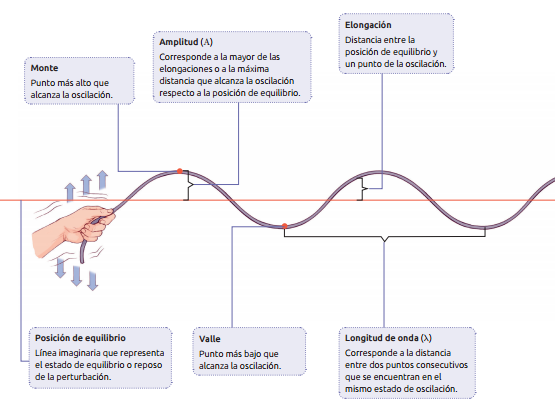 Elongación
Distancia entre la
posición de equilibrio y
un punto de la oscilación.
Amplitud (A)
Corresponde a la mayor de las
elongaciones o a la máxima
distancia que alcanza la oscilación
respecto a la posición de equilibrio.
Monte
Punto más alto que
alcanza la oscilación.
Posición de equilibrio
Línea imaginaria que representa
el estado de equilibrio o reposo
de la perturbación.
Valle
Punto más bajo que
alcanza la oscilación.
Longitud de onda (λ)
Corresponde a la distancia
entre dos puntos consecutivos
que se encuentran en el
mismo estado de oscilación.